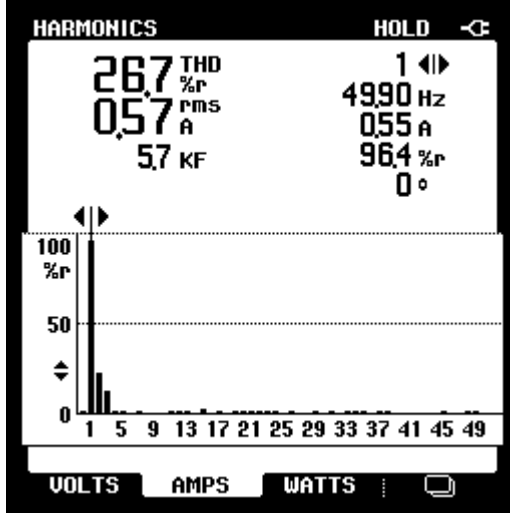 HARMONICS HOLD
26.7 THD %r
0.57 rms A
5.7 KF
1
49.90 Hz
0.55 A
96.4 %r
0 °
100
%r
50
0
1 5 9 13 17 21 25 29 33 37 41 45 49
VOLTS AMPS WATTS